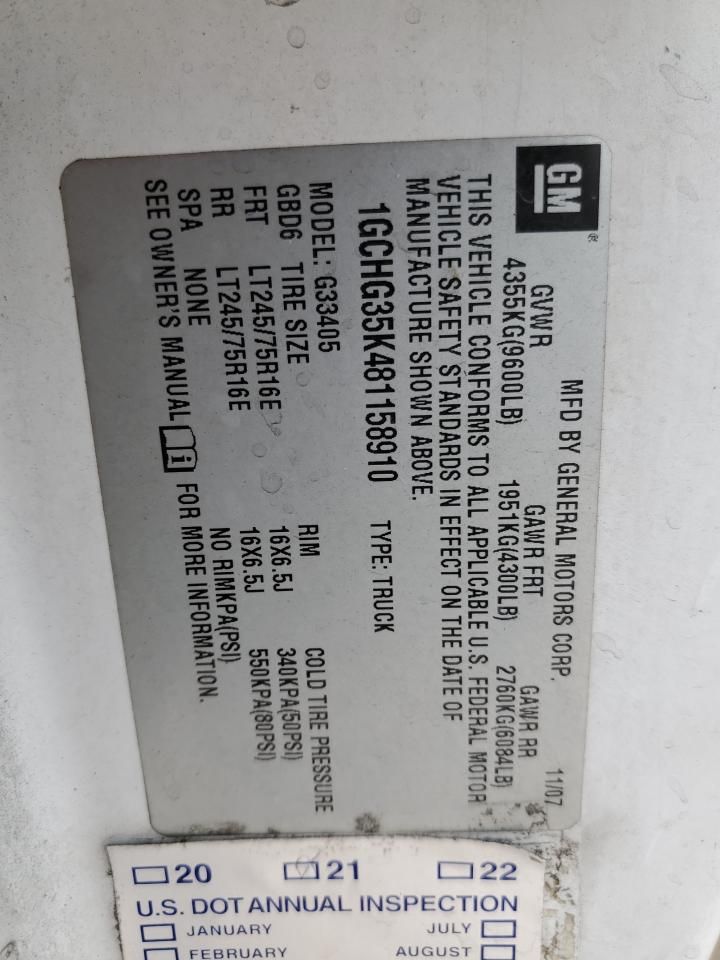 GM®
MFD BY GENERAL MOTORS CORP. 11/07
GVWR GAWR FRT GAWR RR
4355KG(9600LB) 1951KG(4300LB) 2760KG(6084LB)
THIS VEHICLE CONFORMS TO ALL APPLICABLE U.S. FEDERAL MOTOR
VEHICLE SAFETY STANDARDS IN EFFECT ON THE DATE OF
MANUFACTURE SHOWN ABOVE.
1GCHG35K481158910 TYPE: TRUCK
MODEL: G33405
GBD6 TIRE SIZE RIM COLD TIRE PRESSURE
FRT LT245/75R16E 16X6.5J 340KPA(50PSI)
RR LT245/75R16E 16X6.5J 550KPA(80PSI)
SPA NONE NO RIMKPA(PSI)
SEE OWNER'S MANUAL i FOR MORE INFORMATION.
20 21 22
U.S. DOT ANNUAL INSPECTION
JANUARY JULY
FEBRUARY AUGUST